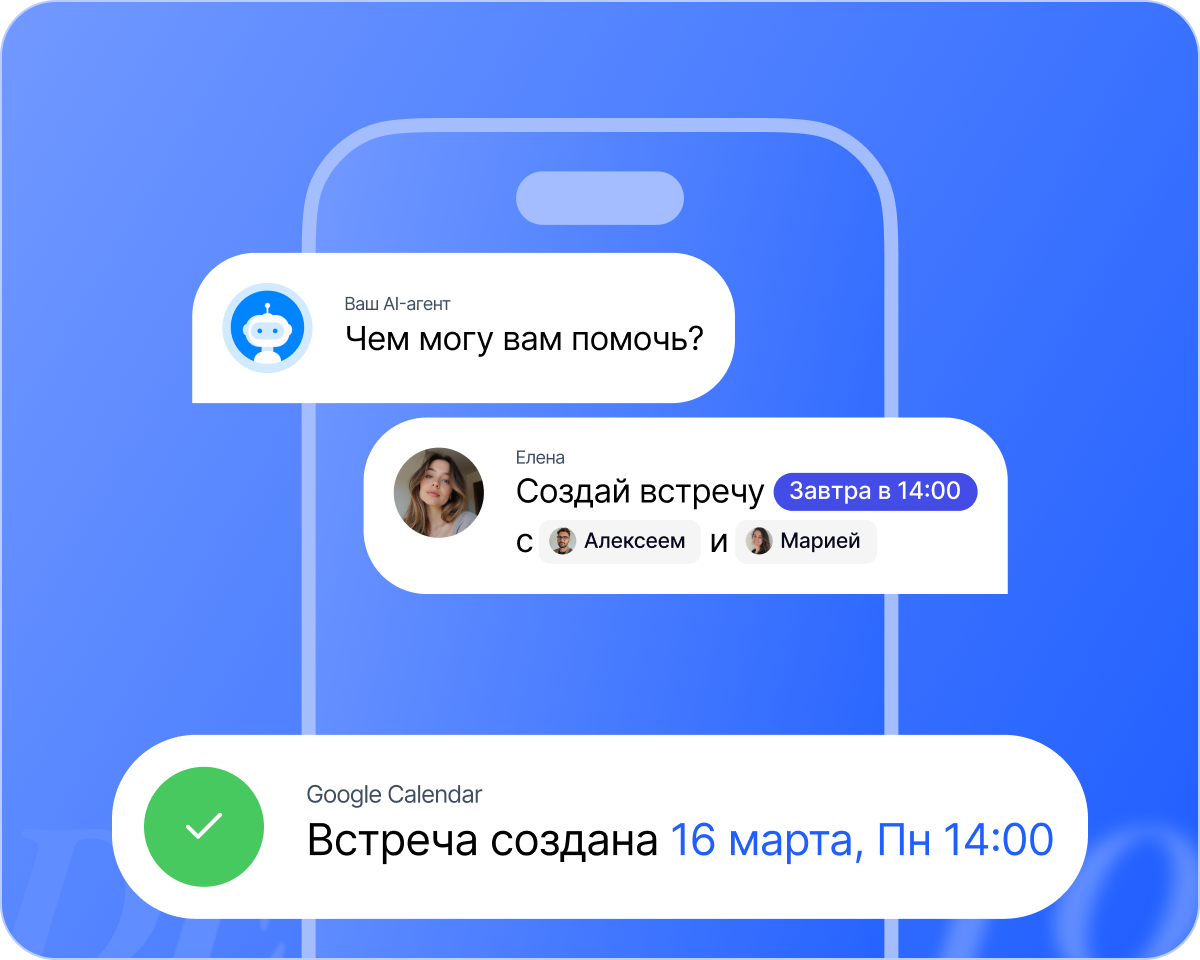 Ваш AI-агент
Чем могу вам помочь?
Елена
Создай встречу Завтра в 14:00
с Алексеем и Марией
Google Calendar
Встреча создана 16 марта, Пн 14:00